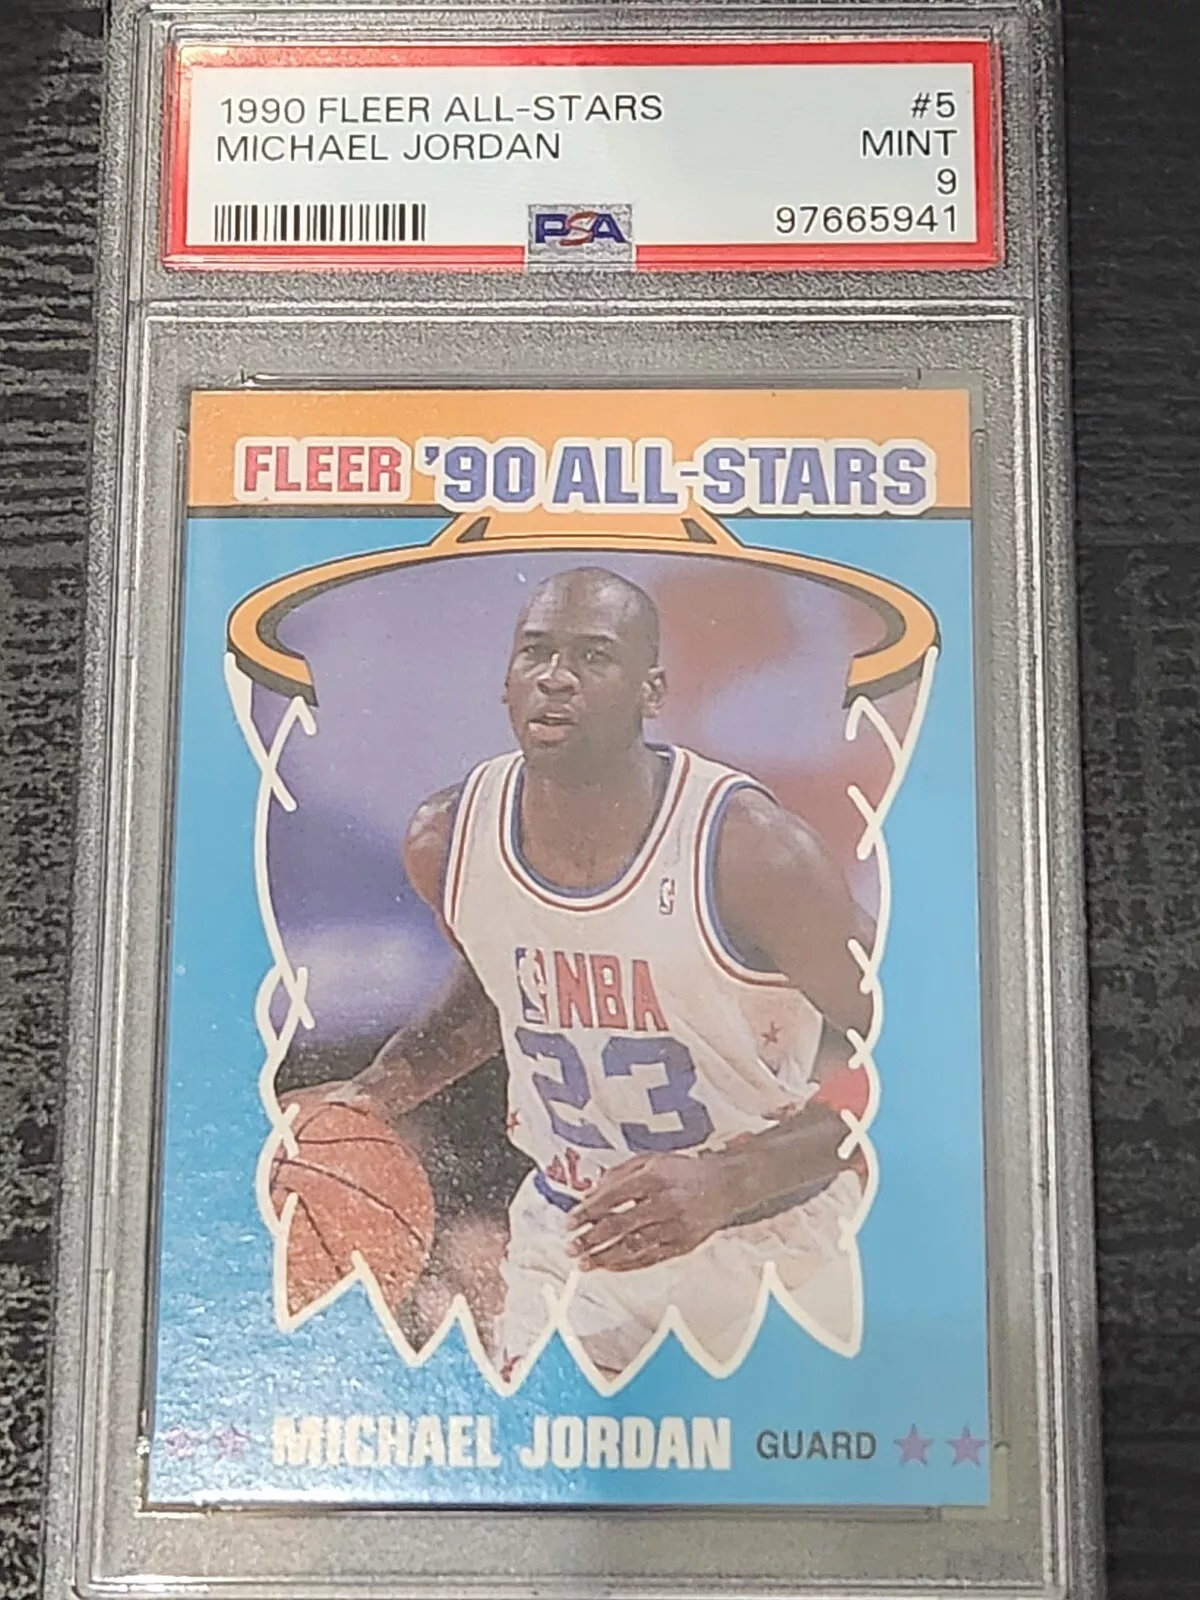 1990 FLEER ALL-STARS #5
MICHAEL JORDAN MINT
9
PSA 97665941
FLEER '90 ALL-STARS
NBA
23
MICHAEL JORDAN GUARD